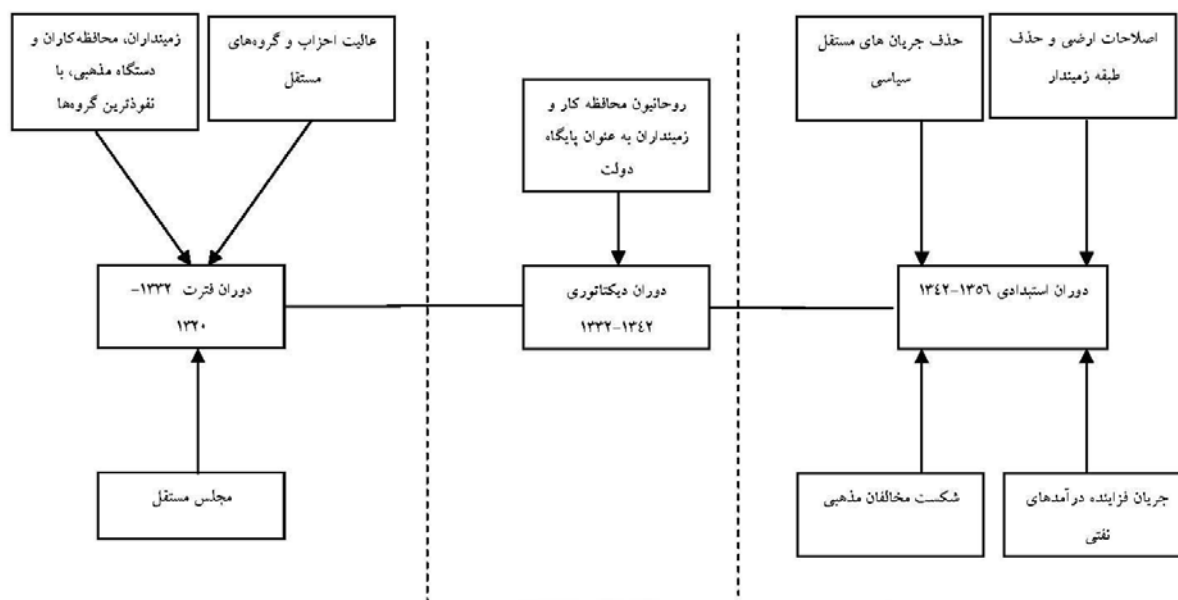 زمینداران، محافظه‌کاران و
دستگاه مذهبی، با
نفوذترین گروه‌ها
عالیت احزاب و گروه‌های
مستقل
روحانیون محافظه کار و
زمینداران به عنوان پایگاه
دولت
حذف جریان های مستقل
سیاسی
اصلاحات ارضی و حذف
طبقه زمیندار
دوران فترت ۱۳۳۲–
۱۳۲۰
دوران دیکتاتوری
۱۳۳۲–۱۳۴۲
دوران استبدادی ۱۳۵۶–۱۳۴۲
مجلس مستقل
شکست مخالفان مذهبی
جریان فزاینده درآمدهای
نفتی